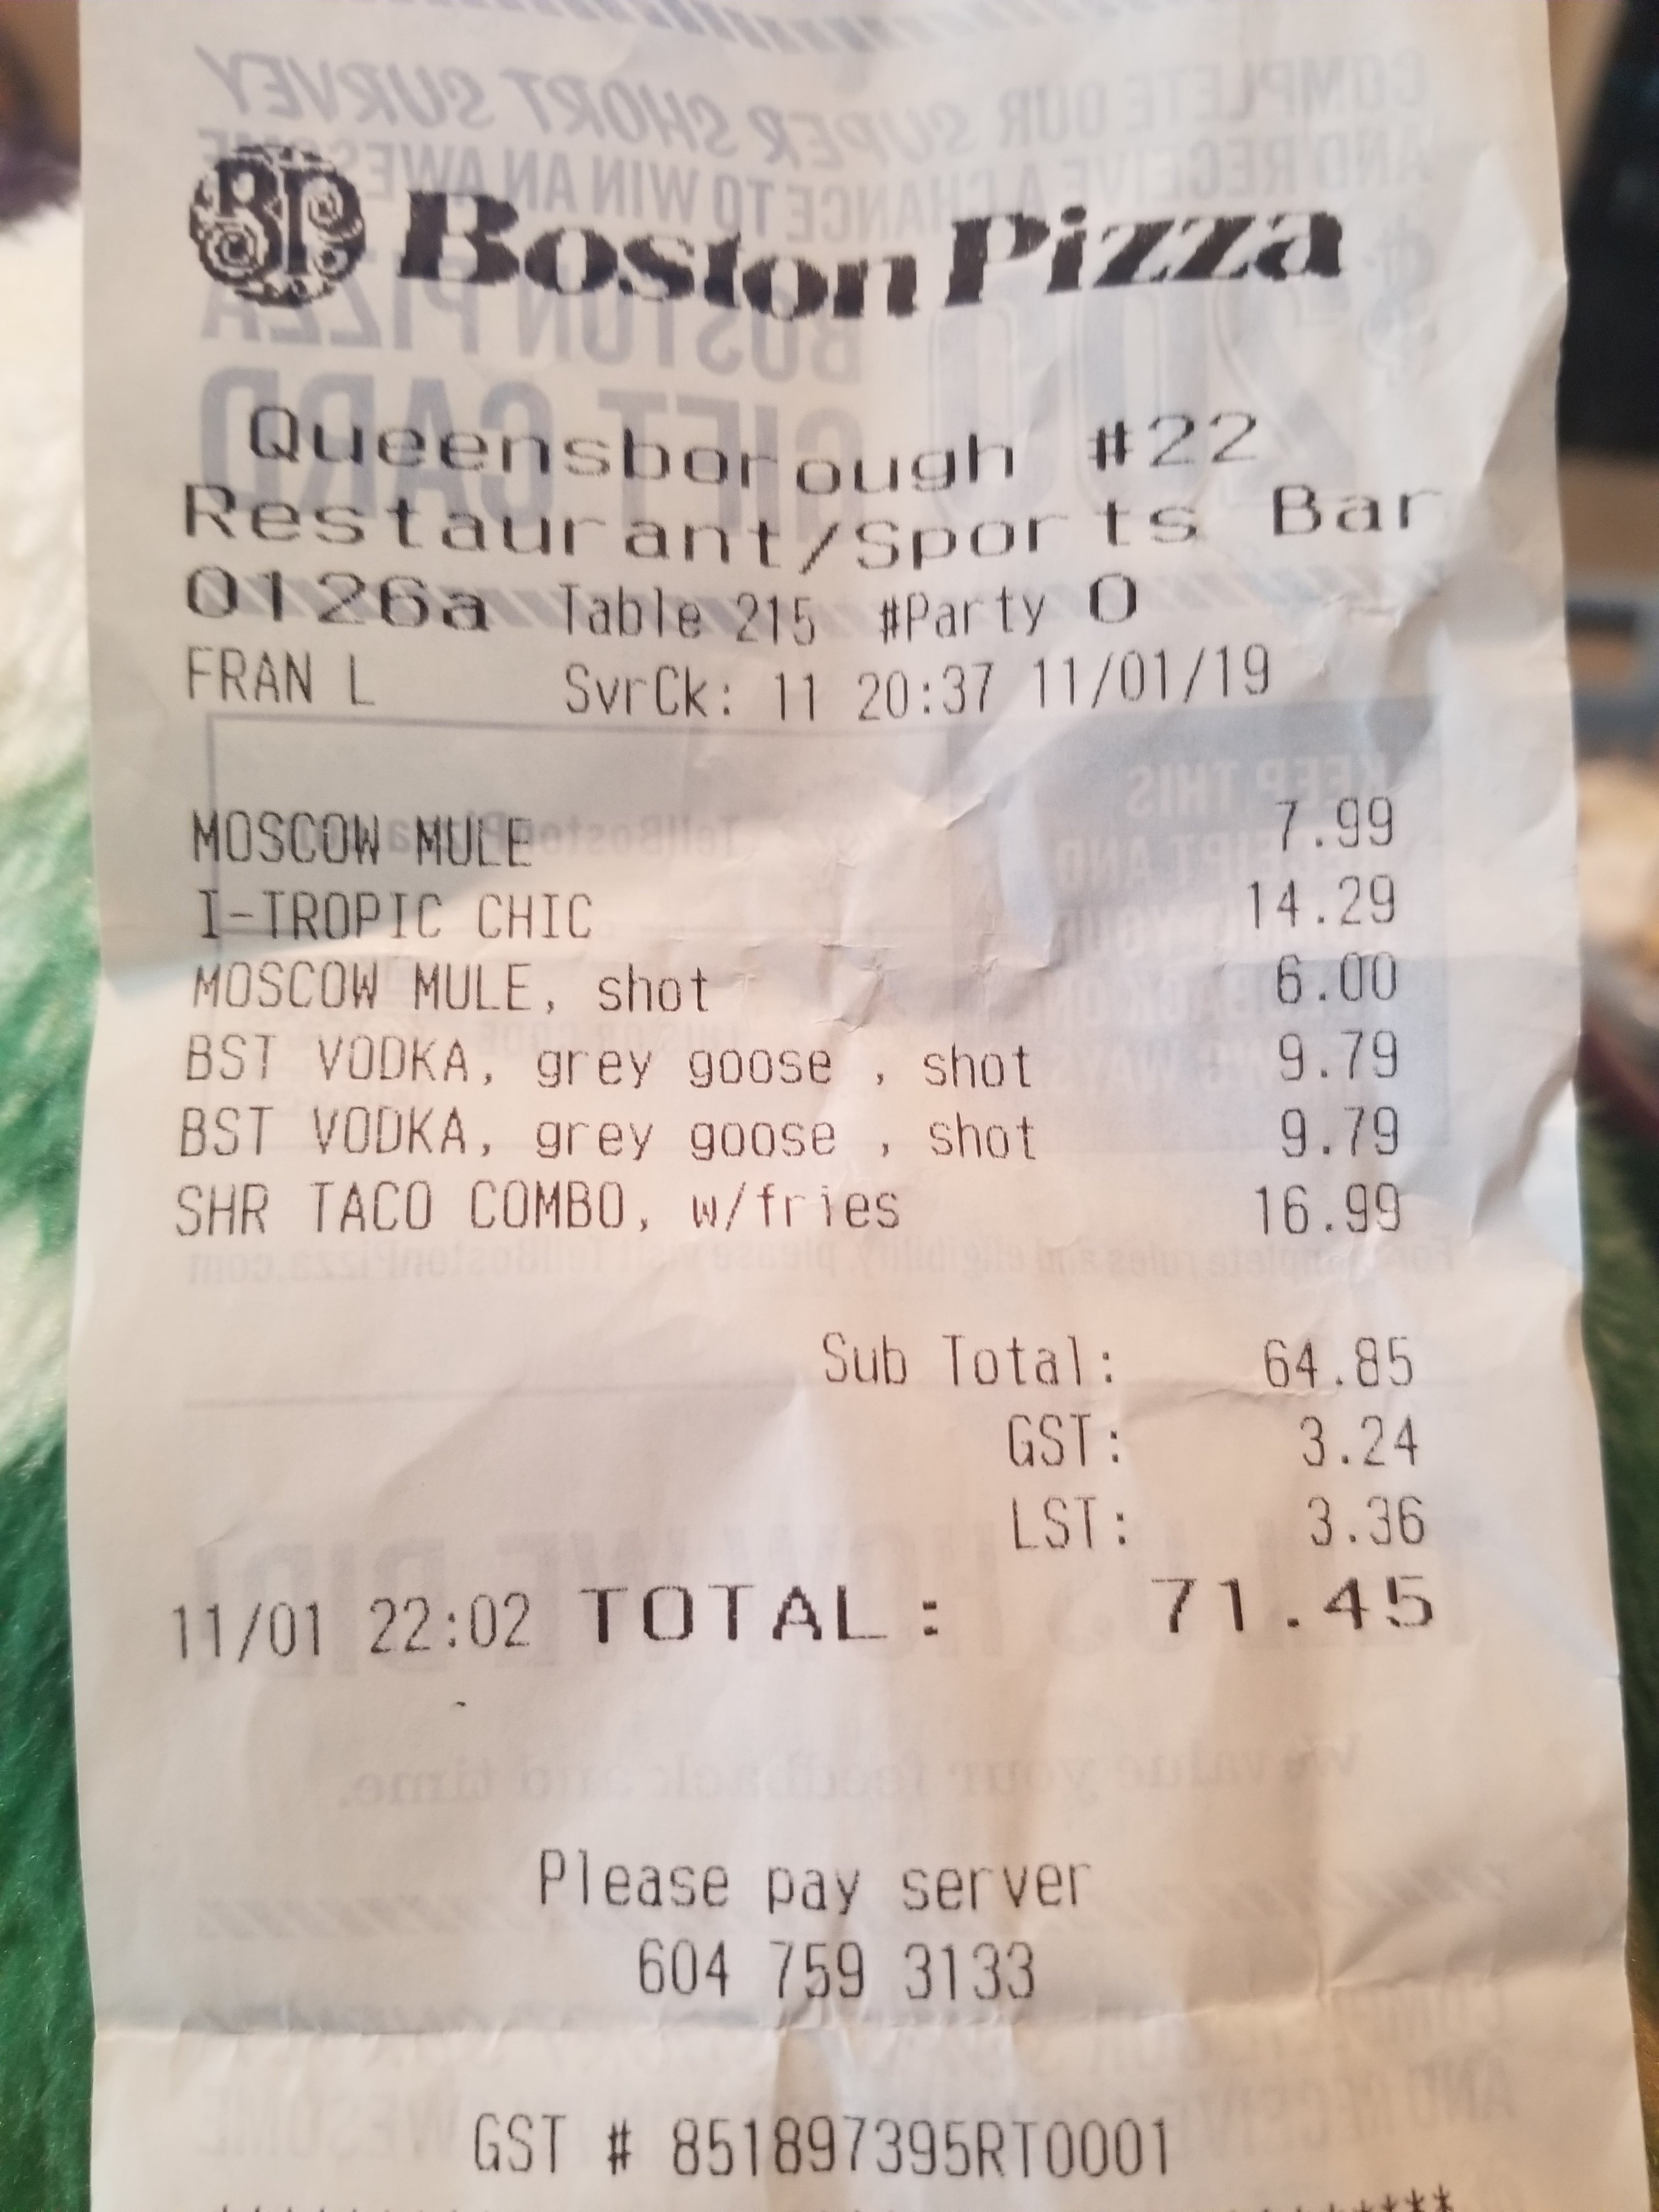 BP Boston Pizza
Queensborough #22
Restaurant/Sports Bar
0126a Table 215 #Party 0
FRAN L SvrCk: 11 20:37 11/01/19
MOSCOW MULE 7.99
I-TROPIC CHIC 14.29
MOSCOW MULE, shot 6.00
BST VODKA, grey goose , shot 9.79
BST VODKA, grey goose , shot 9.79
SHR TACO COMBO, w/fries 16.99
Sub Total: 64.85
GST: 3.24
LST: 3.36
11/01 22:02 TOTAL: 71.45
Please pay server
604 759 3133
GST # 851897395RT0001